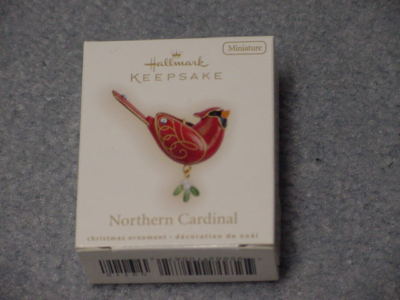 Miniature
Hallmark
KEEPSAKE
Northern Cardinal
christmas ornament • décoration de noël